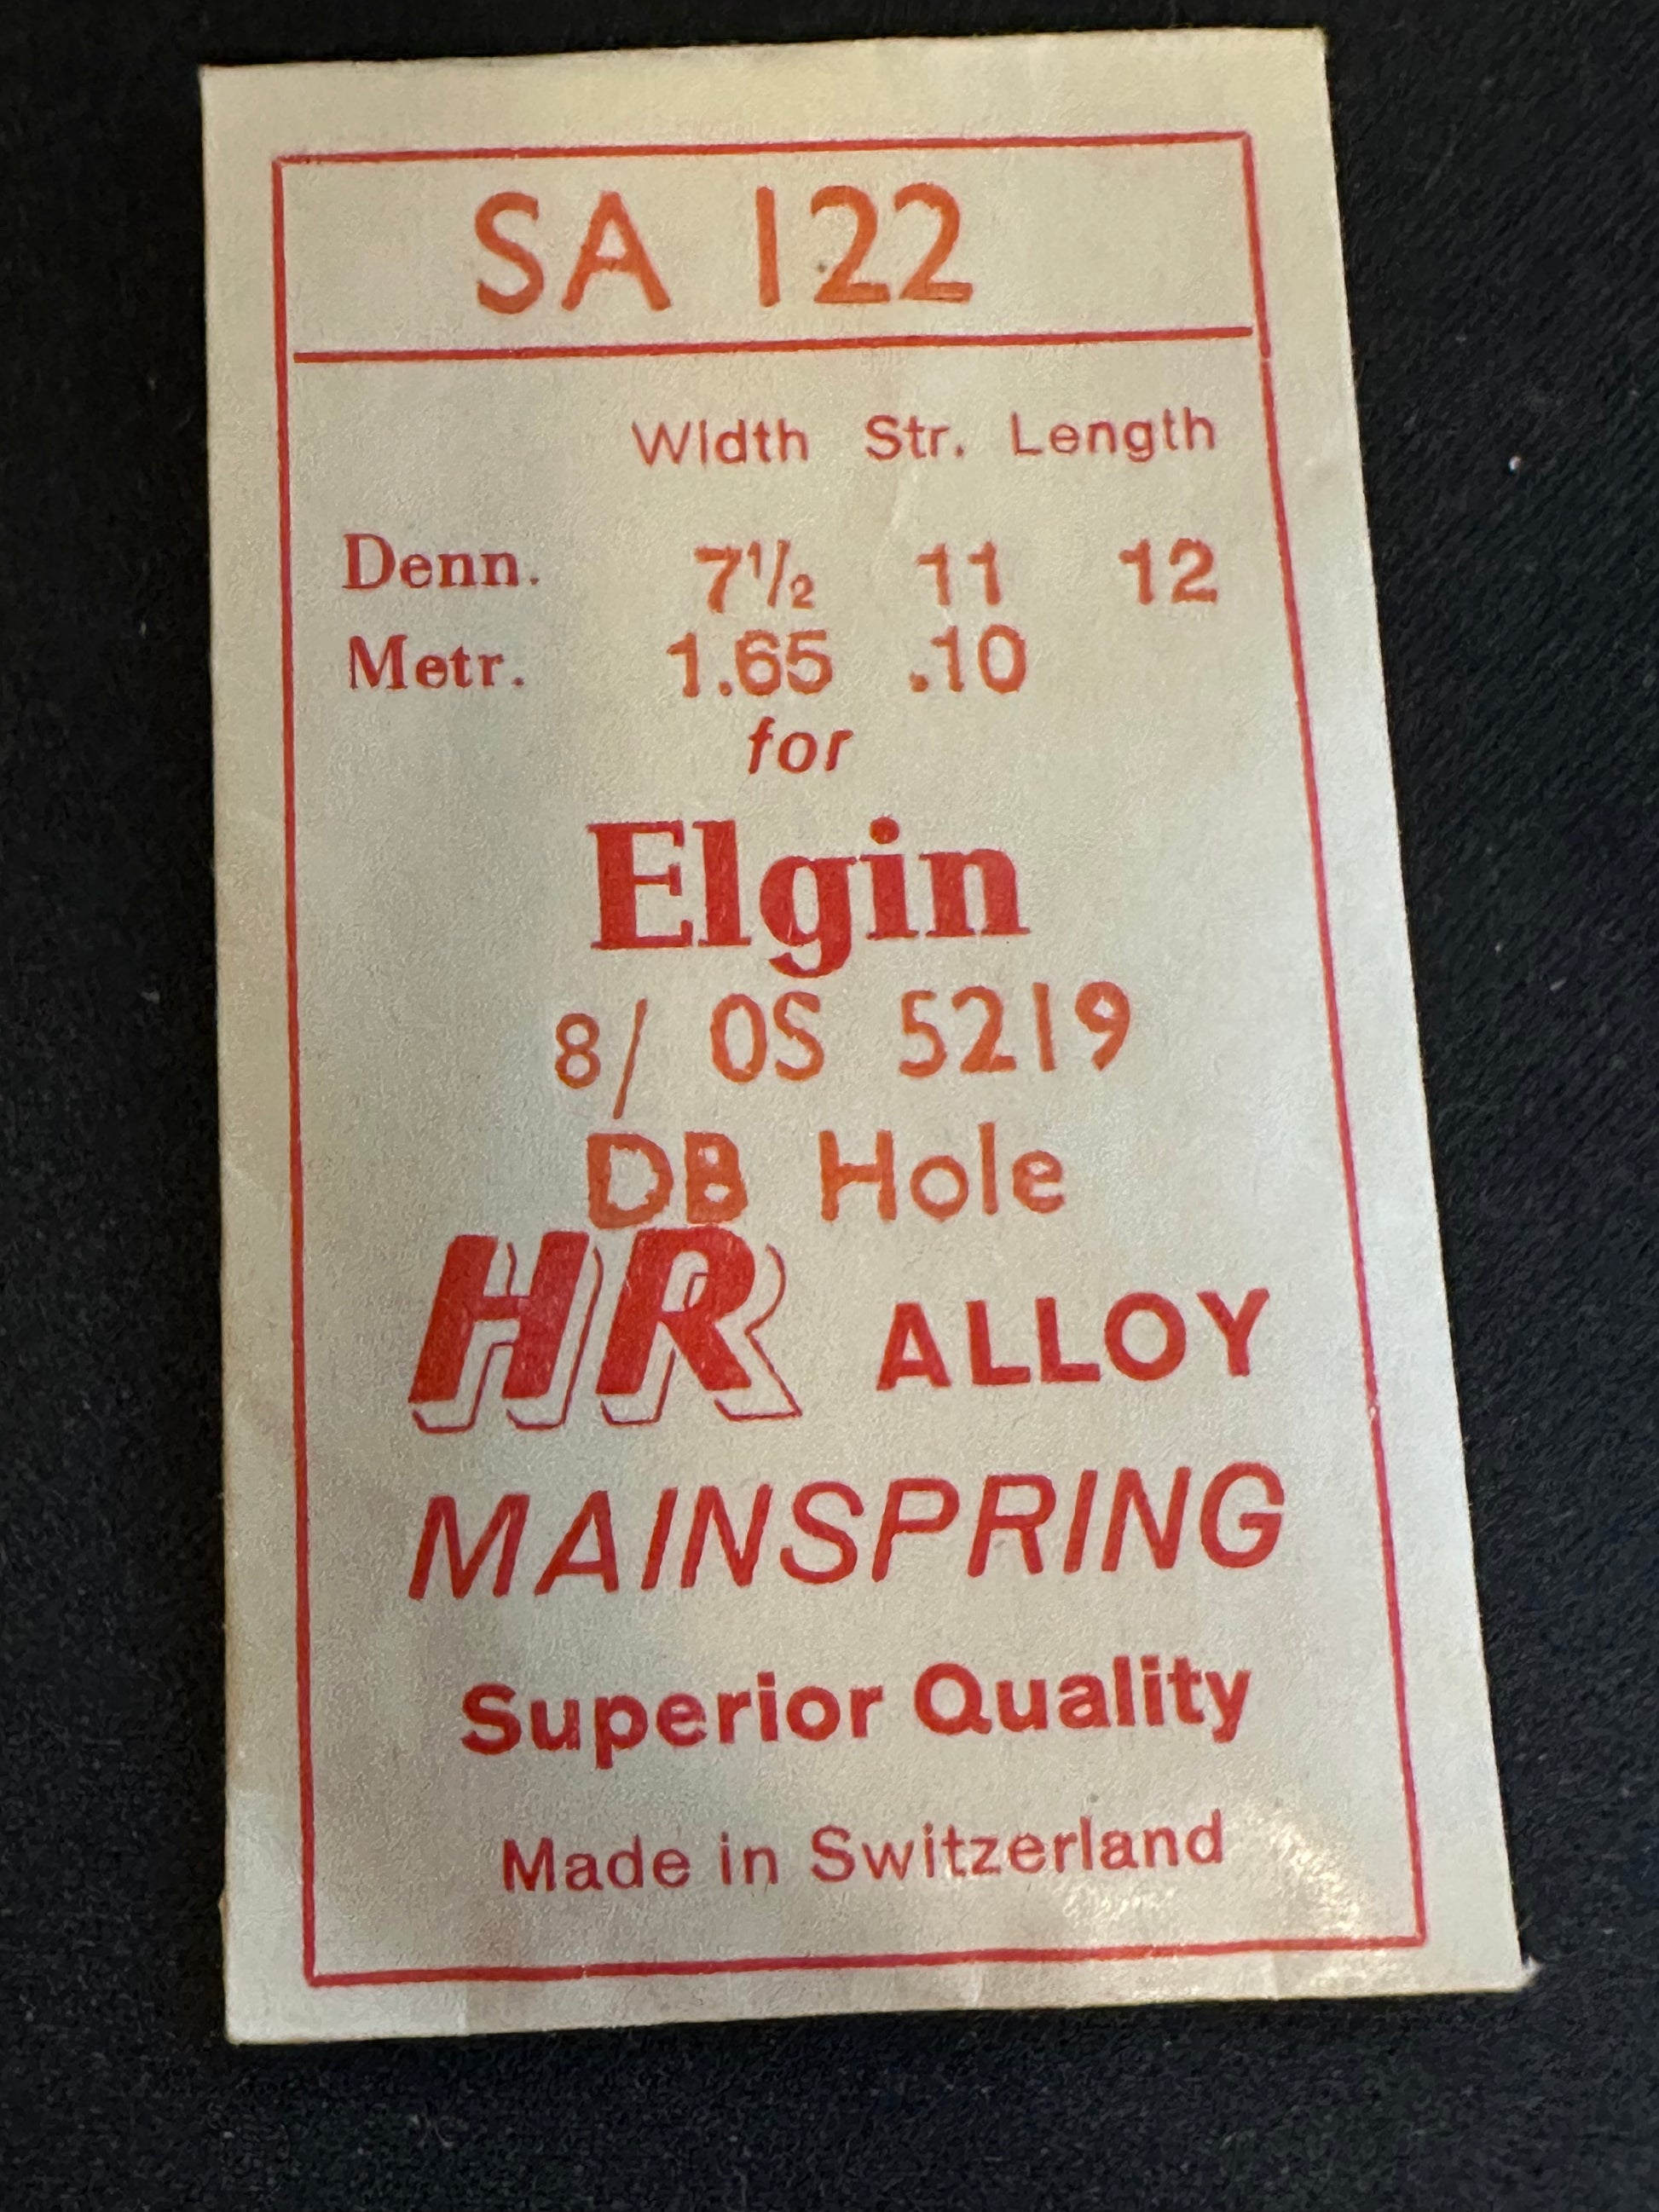 SA 122
Width Str. Length
Denn. 7½ 11 12
Metr. 1.65 .10
for
Elgin
8/ 0S 5219
DB Hole
HR ALLOY
MAINSPRING
Superior Quality
Made in Switzerland